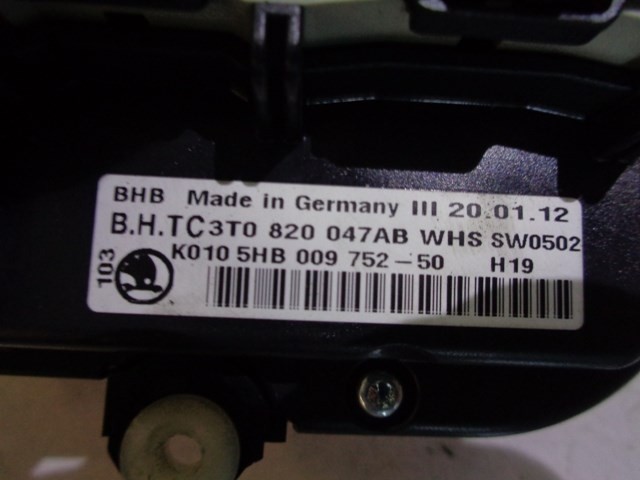 BHB Made in Germany III 20.01.12
B.H.TC 3T0 820 047AB WHS SW0502
K010 5HB 009 752-50 H19
103